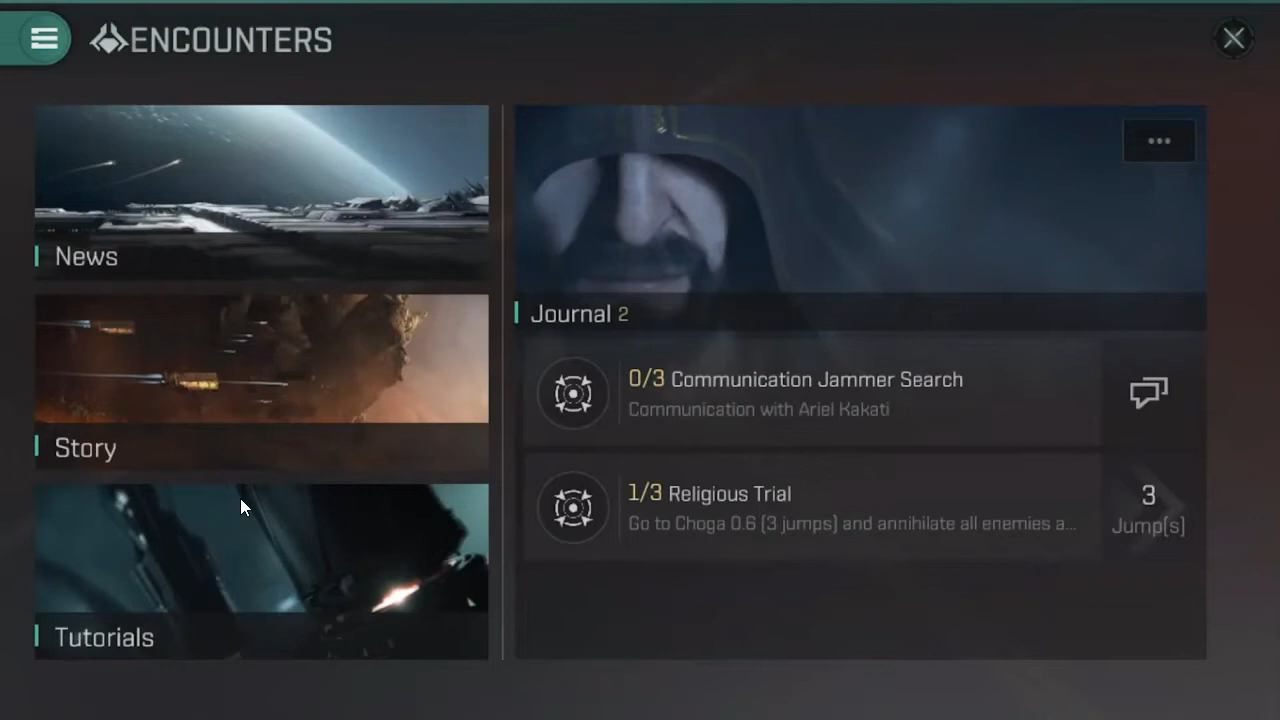 ENCOUNTERS
News
Story
Tutorials
Journal 2
0/3 Communication Jammer Search
Communication with Ariel Kakati
1/3 Religious Trial
Go to Choga 0.6 (3 jumps) and annihilate all enemies a...
3
Jump(s)